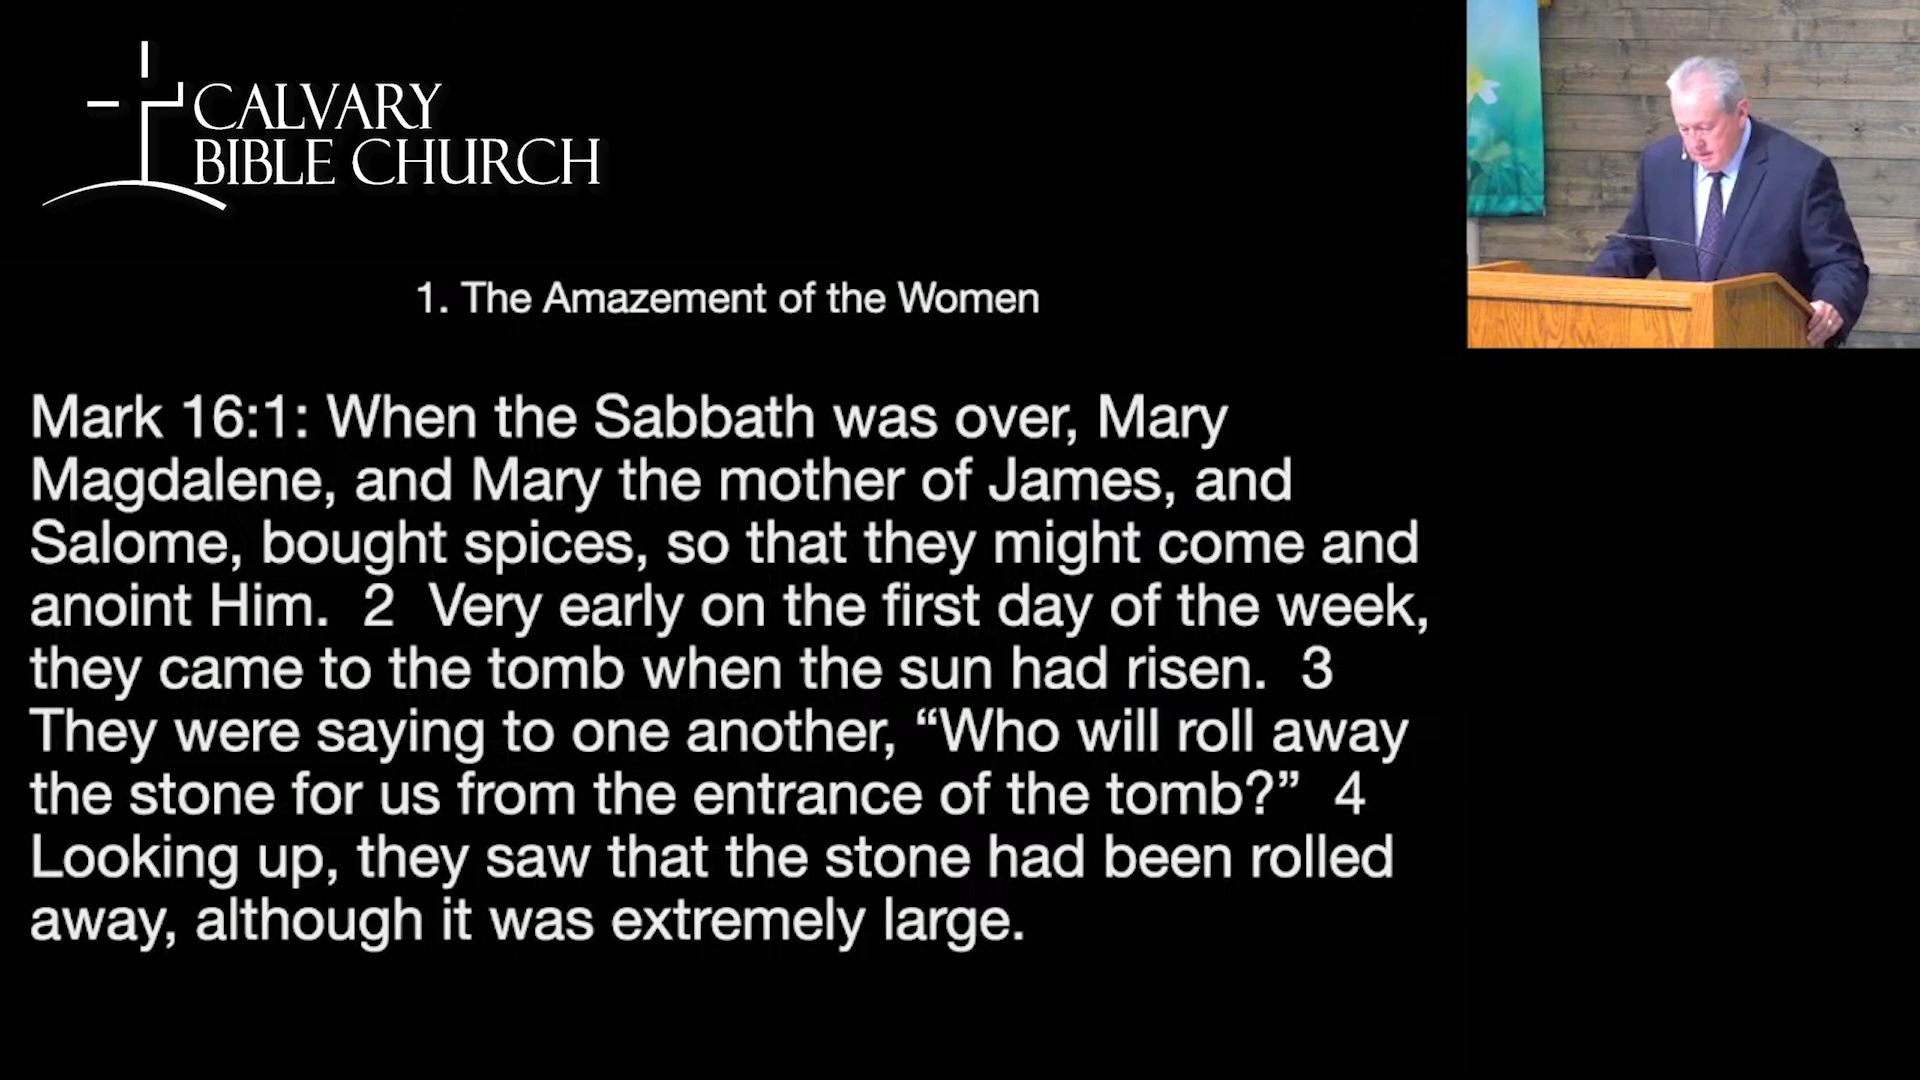 CALVARY
BIBLE CHURCH
1. The Amazement of the Women
Mark 16:1: When the Sabbath was over, Mary
Magdalene, and Mary the mother of James, and
Salome, bought spices, so that they might come and
anoint Him.  2  Very early on the first day of the week,
they came to the tomb when the sun had risen.  3
They were saying to one another, “Who will roll away
the stone for us from the entrance of the tomb?”  4
Looking up, they saw that the stone had been rolled
away, although it was extremely large.